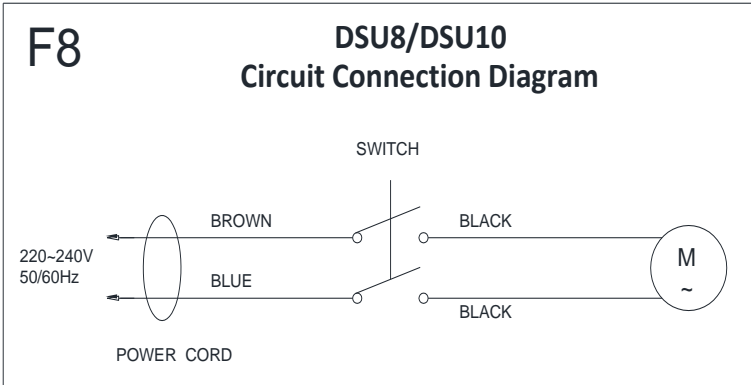 F8
DSU8/DSU10
Circuit Connection Diagram
SWITCH
BROWN
BLACK
220~240V
50/60Hz
BLUE
BLACK
M
~
POWER CORD